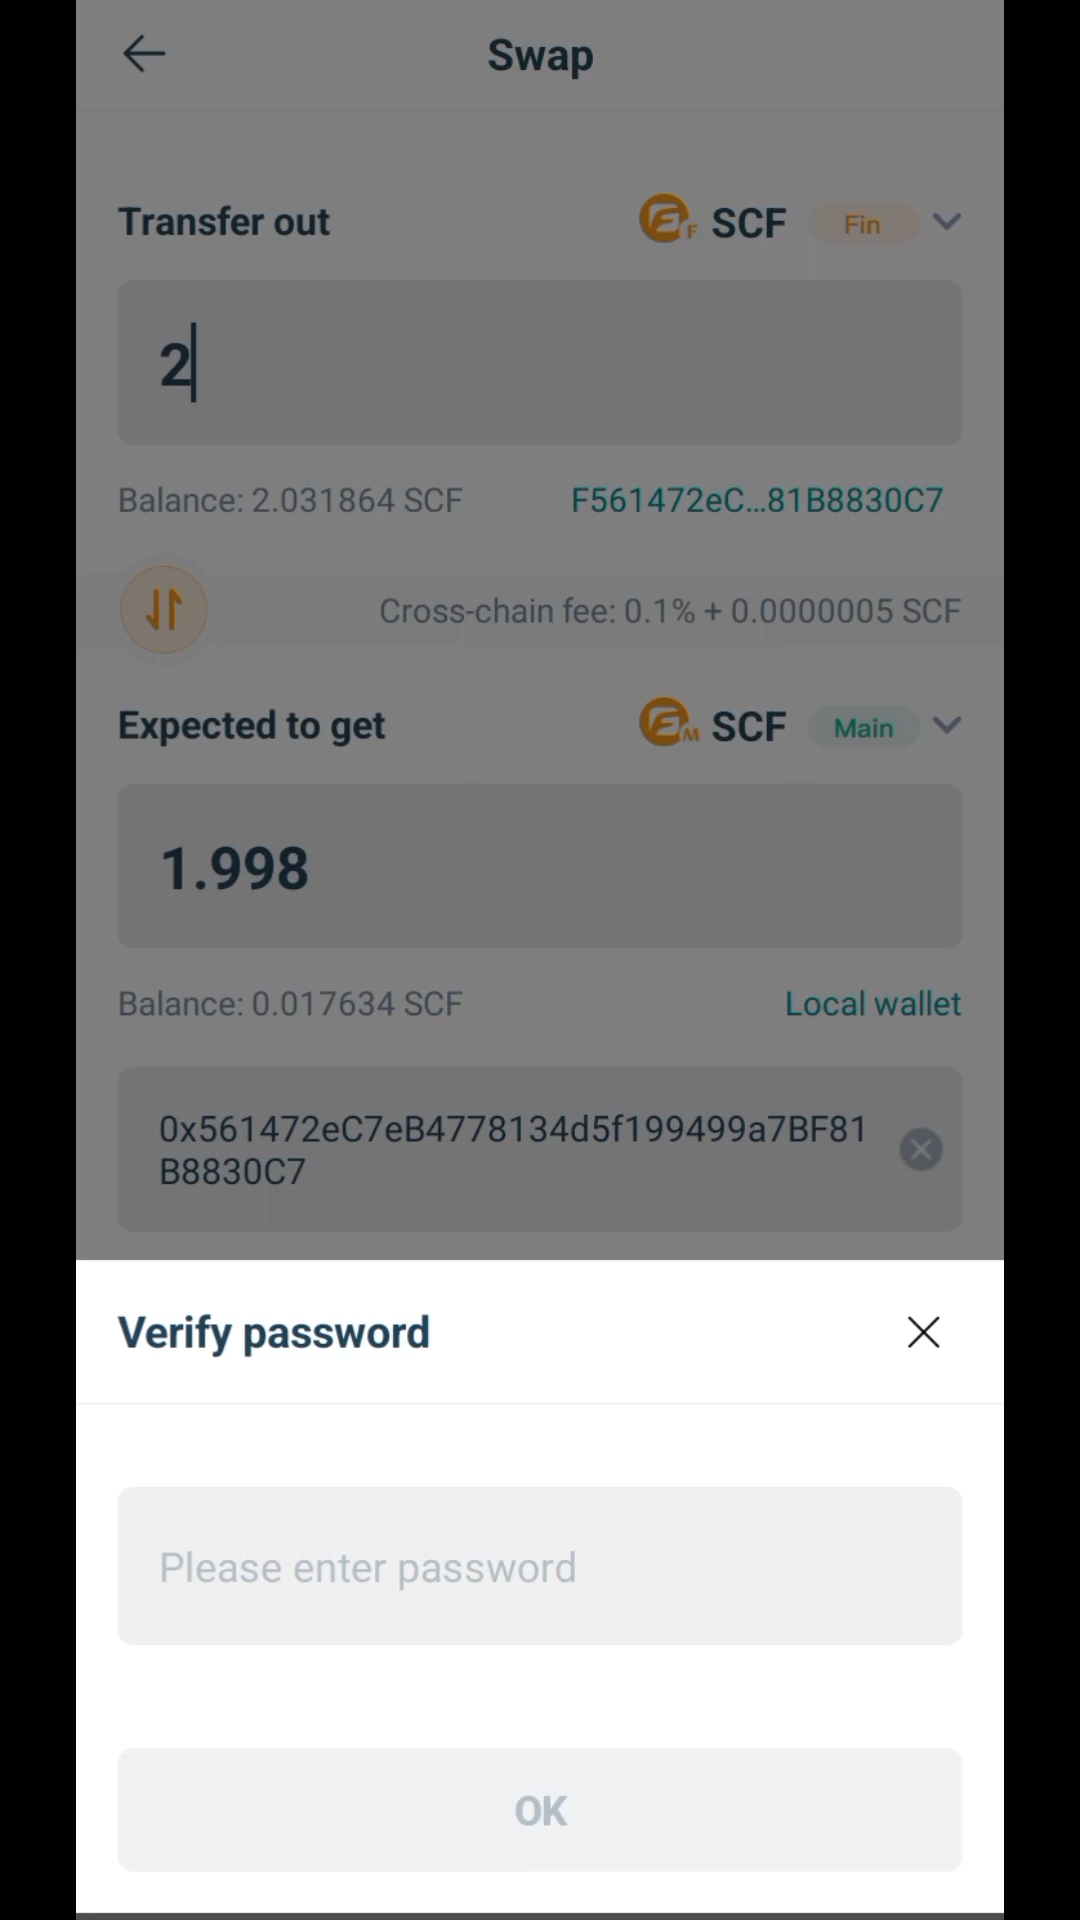 Swap
Transfer out
F SCF Fin
2
Balance: 2.031864 SCF F561472eC...81B8830C7
Cross-chain fee: 0.1% + 0.0000005 SCF
Expected to get
M SCF Main
1.998
Balance: 0.017634 SCF Local wallet
0x561472eC7eB4778134d5f199499a7BF81
B8830C7
Verify password
Please enter password
OK